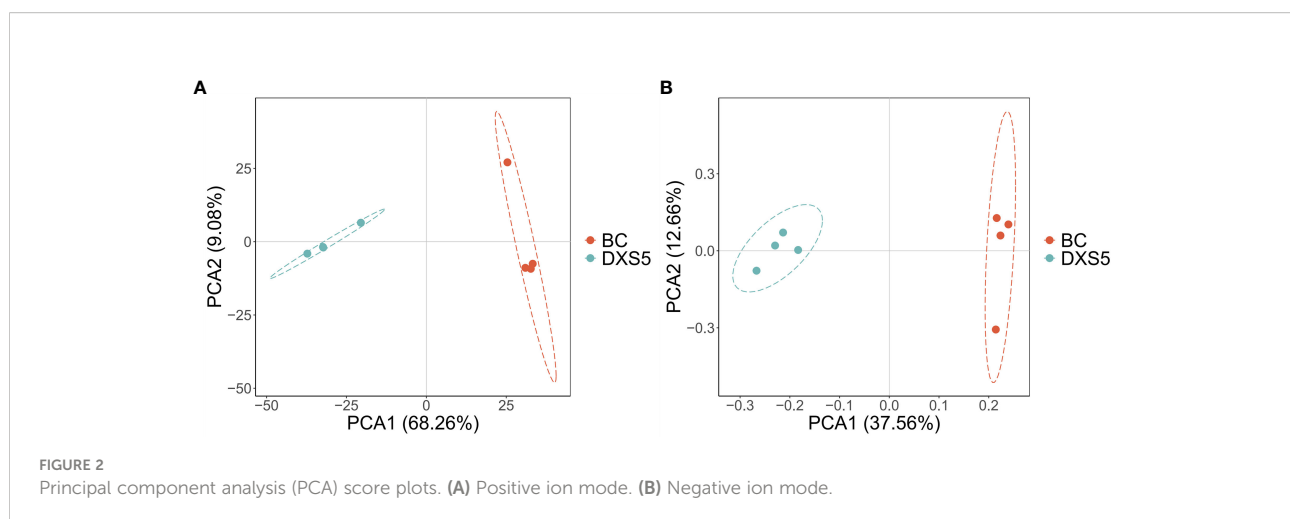 A
B
25
0
−25
−50
−50
−25
0
25
PCA2 (9.08%)
PCA1 (68.26%)
BC
DXS5
0.3
0.0
−0.3
−0.3
−0.2
−0.1
0.0
0.1
0.2
PCA2 (12.66%)
PCA1 (37.56%)
BC
DXS5
FIGURE 2
Principal component analysis (PCA) score plots. (A) Positive ion mode. (B) Negative ion mode.